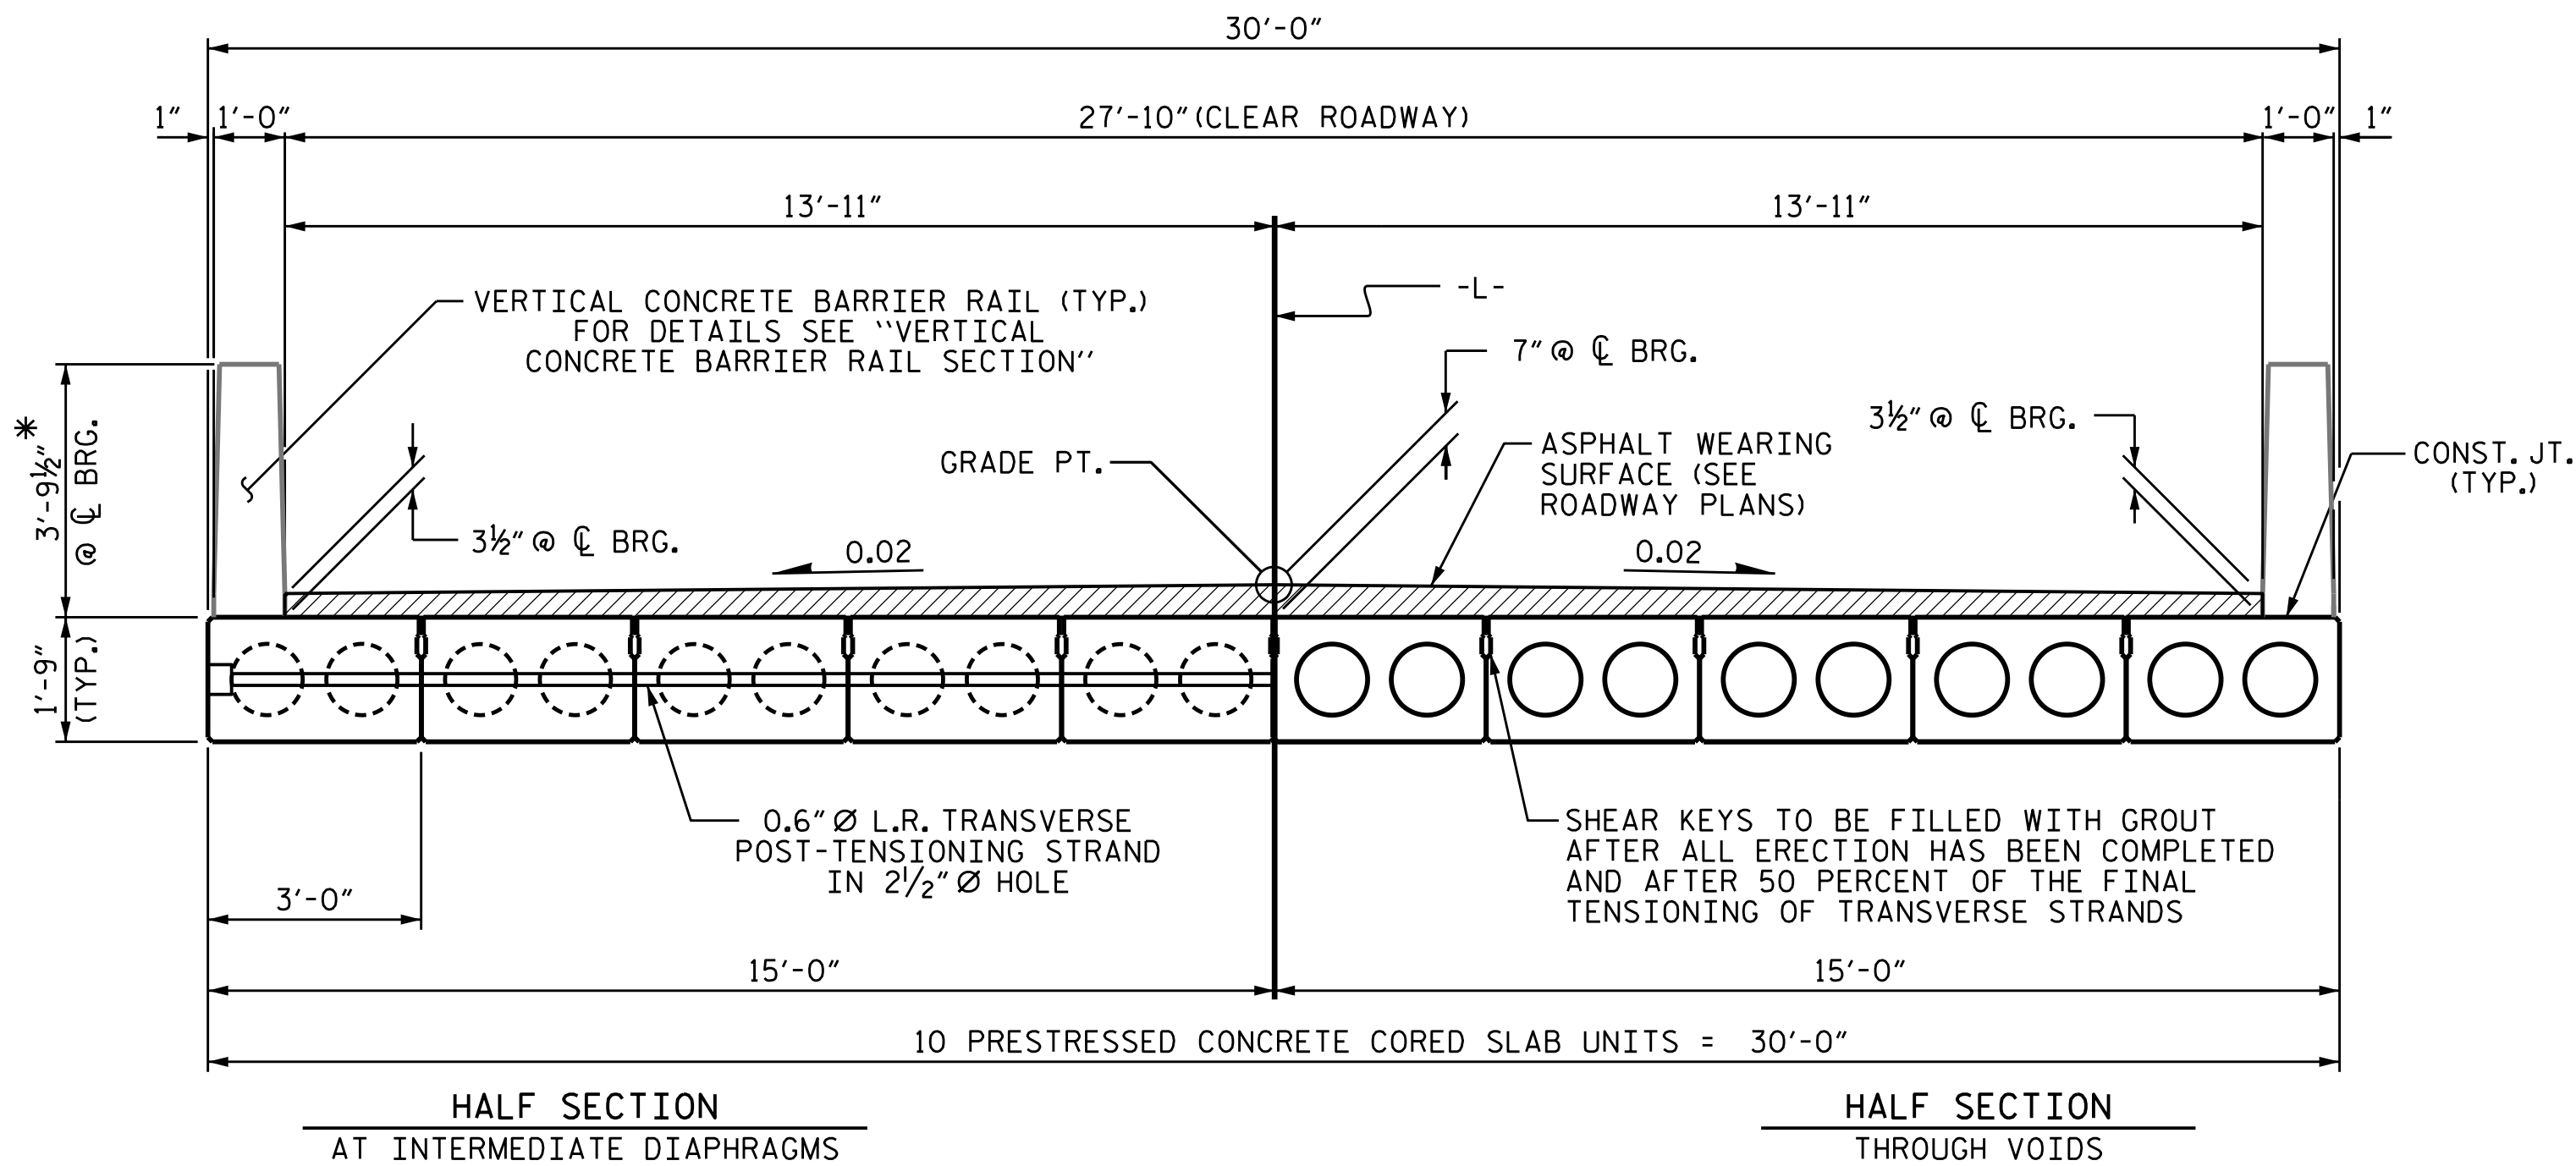 30'-0"
1" 1'-0" 27'-10" (CLEAR ROADWAY) 1'-0" 1"
13'-11" 13'-11"
VERTICAL CONCRETE BARRIER RAIL (TYP.)
FOR DETAILS SEE "VERTICAL
CONCRETE BARRIER RAIL SECTION"
-L-
7" @ ℄ BRG.
3½" @ ℄ BRG.
ASPHALT WEARING
SURFACE (SEE
ROADWAY PLANS)
CONST. JT.
(TYP.)
GRADE PT.
3'-9½"*
@ ℄ BRG.
3½" @ ℄ BRG.
0.02 0.02
1'-9"
(TYP.)
0.6" Ø L.R. TRANSVERSE
POST-TENSIONING STRAND
IN 2½" Ø HOLE
SHEAR KEYS TO BE FILLED WITH GROUT
AFTER ALL ERECTION HAS BEEN COMPLETED
AND AFTER 50 PERCENT OF THE FINAL
TENSIONING OF TRANSVERSE STRANDS
3'-0"
15'-0" 15'-0"
10 PRESTRESSED CONCRETE CORED SLAB UNITS = 30'-0"
HALF SECTION
AT INTERMEDIATE DIAPHRAGMS
HALF SECTION
THROUGH VOIDS